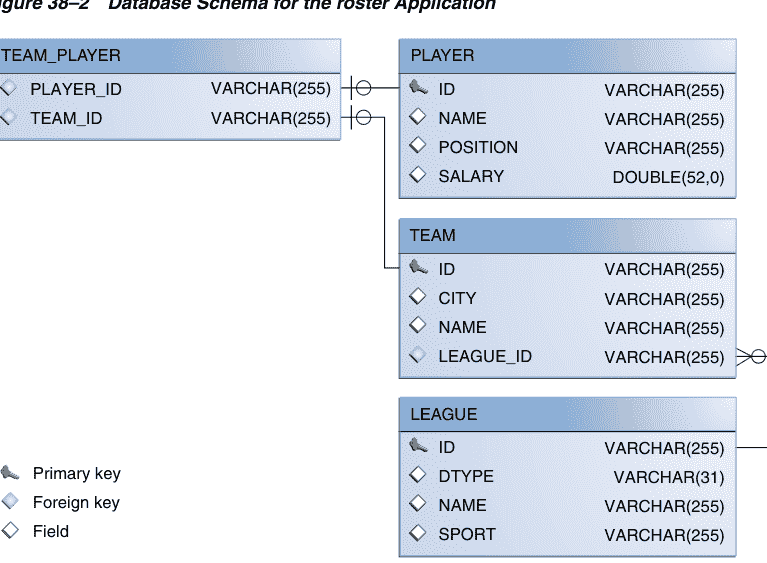 igure 38–2 Database Schema for the roster Application
TEAM_PLAYER
PLAYER_ID VARCHAR(255)
TEAM_ID VARCHAR(255)
PLAYER
ID VARCHAR(255)
NAME VARCHAR(255)
POSITION VARCHAR(255)
SALARY DOUBLE(52,0)
TEAM
ID VARCHAR(255)
CITY VARCHAR(255)
NAME VARCHAR(255)
LEAGUE_ID VARCHAR(255)
LEAGUE
ID VARCHAR(255)
DTYPE VARCHAR(31)
NAME VARCHAR(255)
SPORT VARCHAR(255)
Primary key
Foreign key
Field